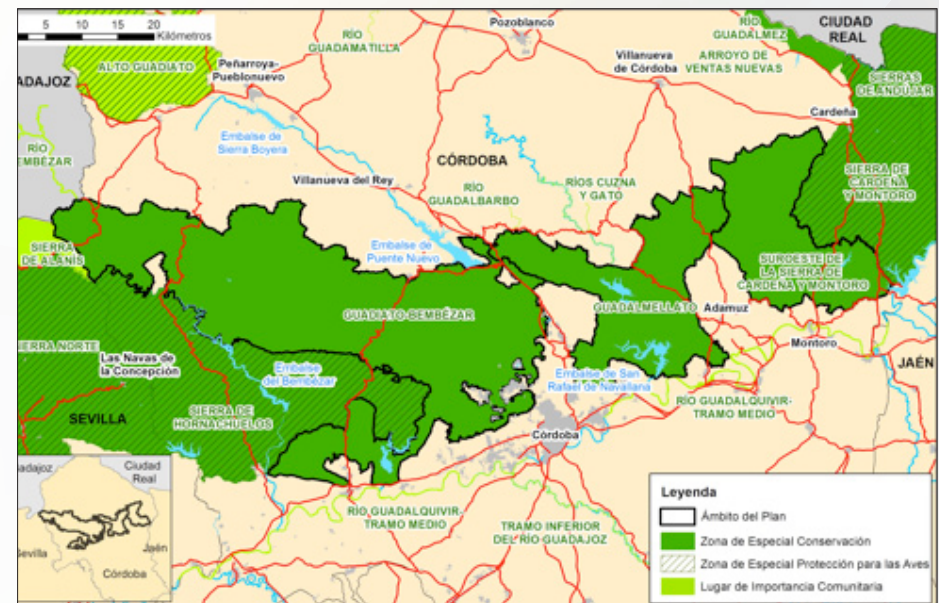 5 10 15 20
Kilómetros
Pozoblanco
RÍO
GUADALMEZ
CIUDAD
REAL
RÍO
GUADAMATILLA
ALTO GUADIATO
Peñarroya-
Pueblonuevo
Villanueva
de Córdoba
ARROYO DE
VENTAS NUEVAS
SIERRAS
DE ANDÚJAR
ADAJOZ
Cardeña
RÍO
EMBÉZAR
Embalse de
Sierra Boyera
CÓRDOBA
Villanueva del Rey
RÍO
GUADALBARBO
RÍOS CUZNA
Y GATO
SIERRA DE
CARDEÑA
Y MONTORO
SIERRA
DE ALANÍS
Embalse de
Puente Nuevo
SUROESTE DE
LA SIERRA DE
CARDEÑA Y MONTORO
GUADIATO-BEMBÉZAR
GUADALMELLATO
Adamuz
Montoro
SIERRA NORTE
Las Navas de
la Concepción
Embalse
del Bembézar
Embalse de San
Rafael de Navallana
JAÉN
SEVILLA
SIERRA DE
HORNACHUELOS
RÍO GUADALQUIVIR-
TRAMO MEDIO
Córdoba
RÍO GUADALQUIVIR-
TRAMO MEDIO
TRAMO INFERIOR
DEL RÍO GUADAJOZ
adajoz
Ciudad
Real
Sevilla
Jaén
Córdoba
Leyenda
Ámbito del Plan
Zona de Especial Conservación
Zona de Especial Protección para las Aves
Lugar de Importancia Comunitaria